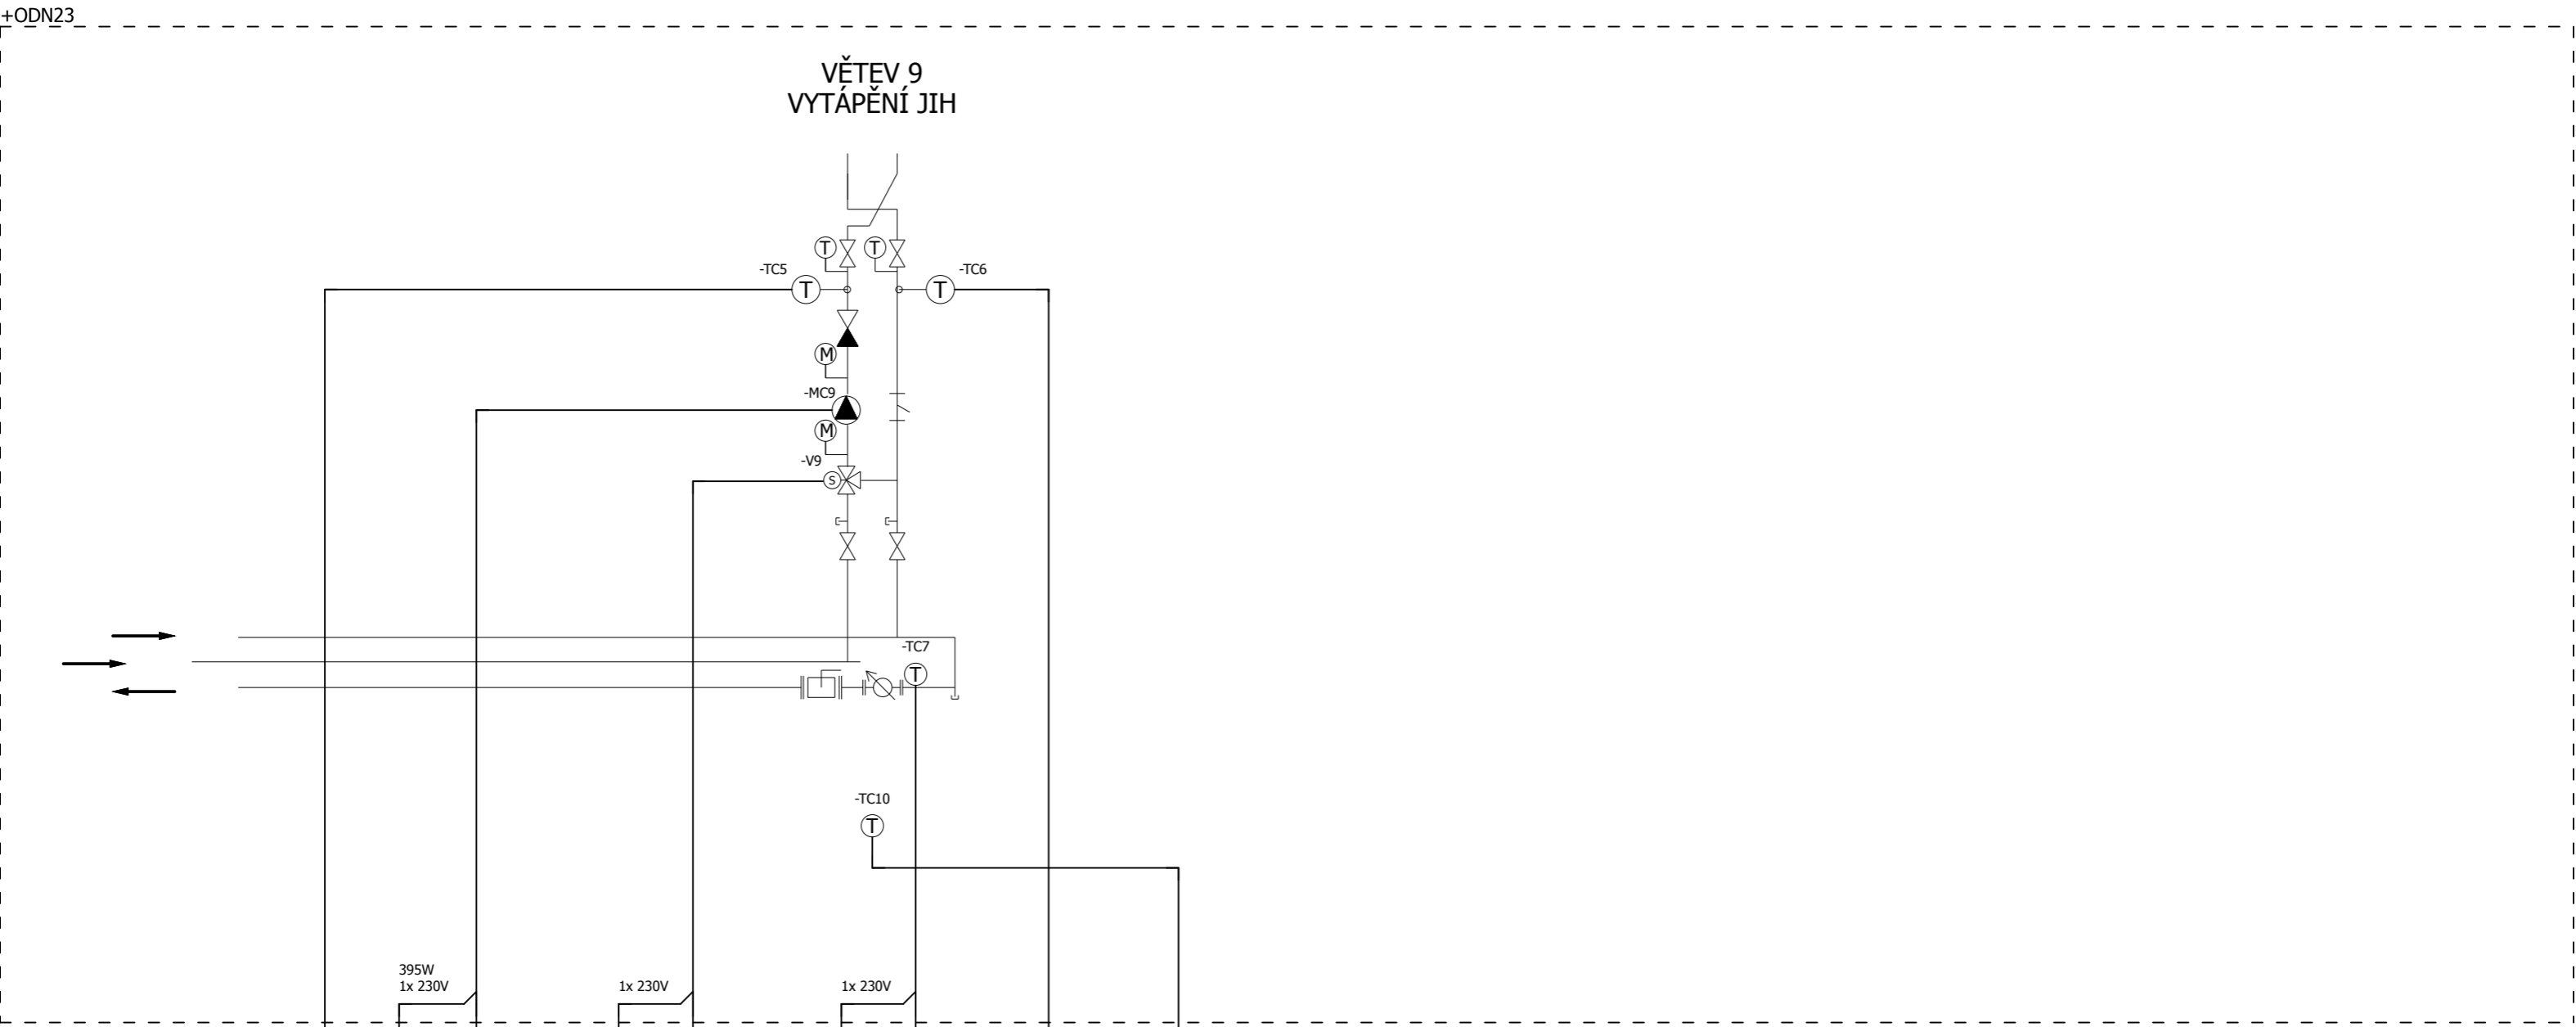 +ODN23
VĚTEV 9
VYTÁPĚNÍ JIH
T
T
-TC5
-TC6
T
T
M
-MC9
M
-V9
S
-TC7
T
-TC10
T
395W
1x 230V
1x 230V
1x 230V